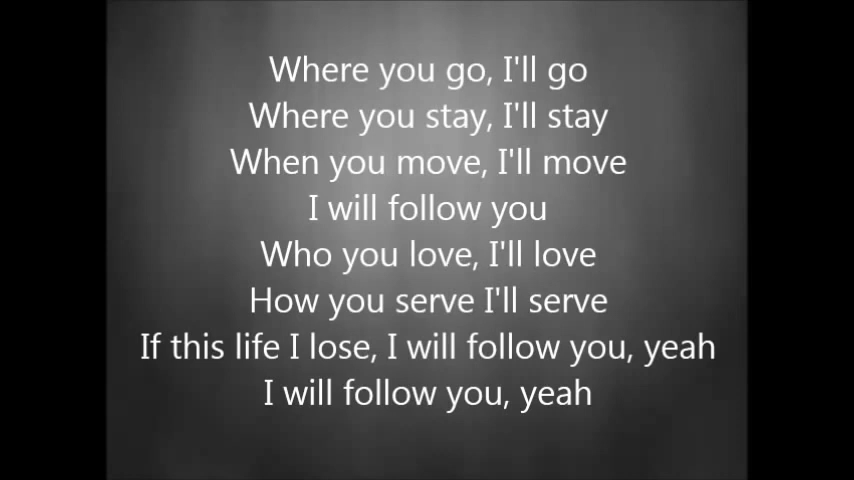 Where you go, I'll go
Where you stay, I'll stay
When you move, I'll move
I will follow you
Who you love, I'll love
How you serve I'll serve
If this life I lose, I will follow you, yeah
I will follow you, yeah